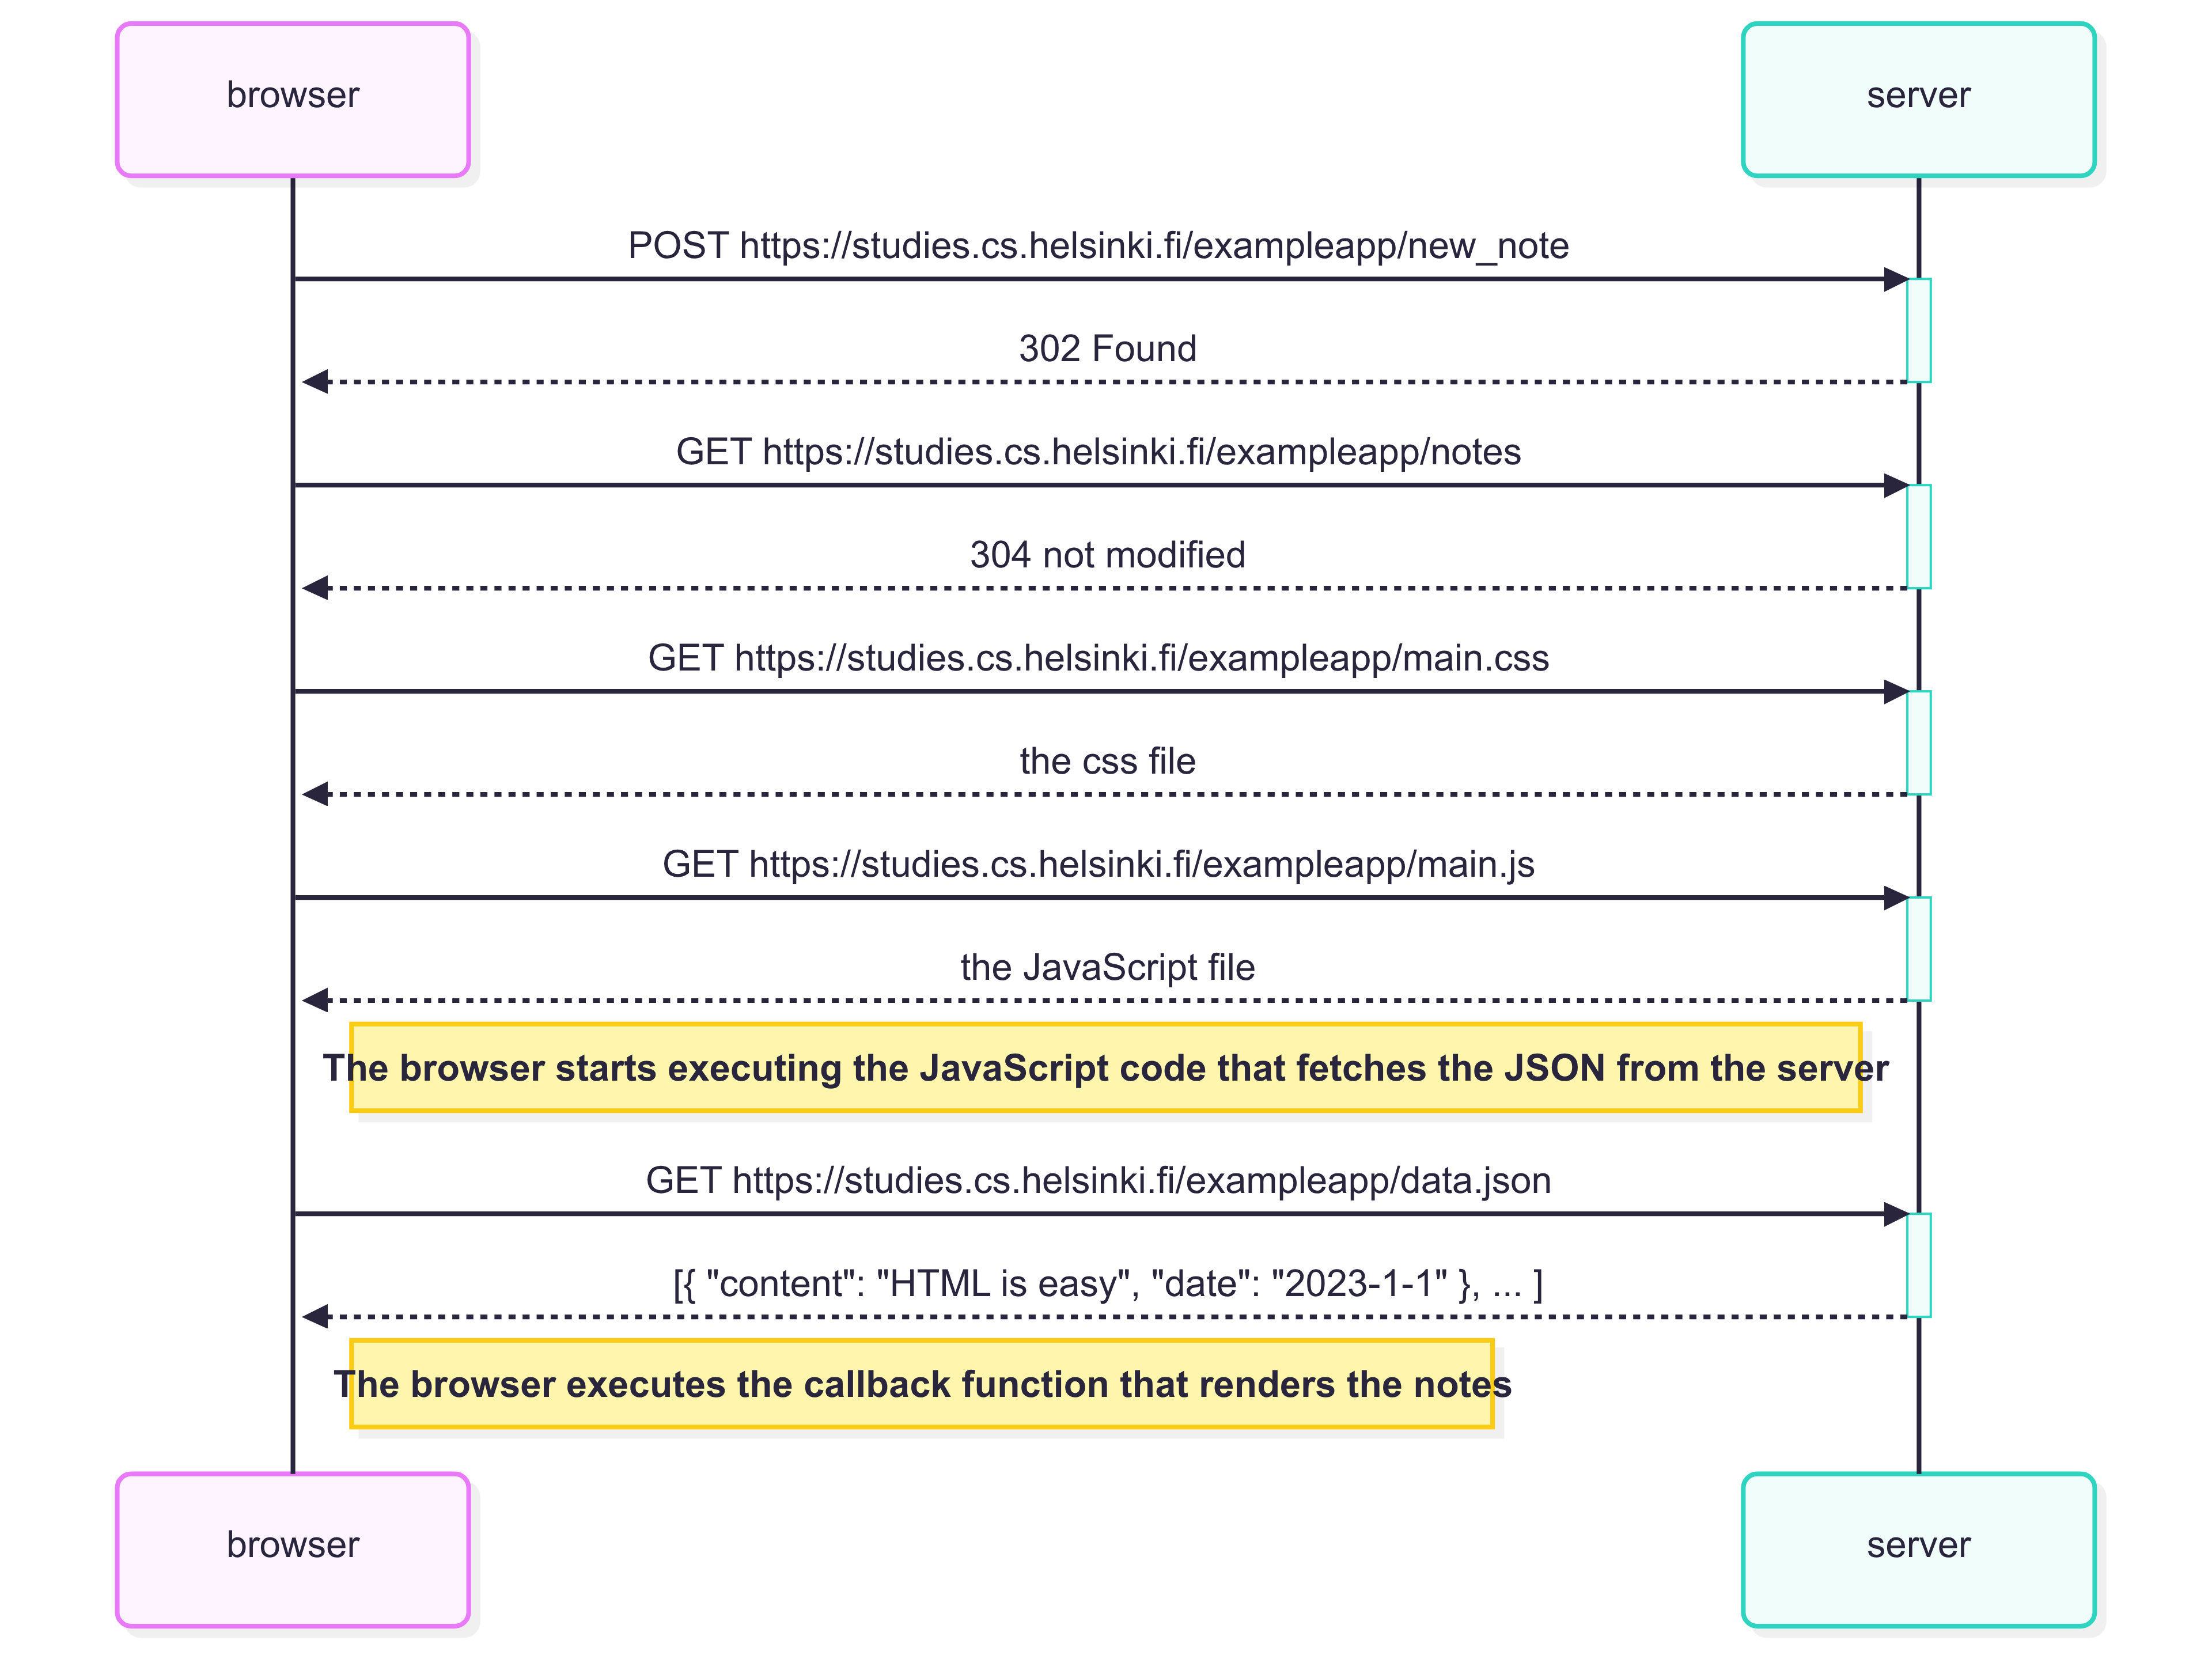 browser
server
POST https://studies.cs.helsinki.fi/exampleapp/new_note
302 Found
GET https://studies.cs.helsinki.fi/exampleapp/notes
304 not modified
GET https://studies.cs.helsinki.fi/exampleapp/main.css
the css file
GET https://studies.cs.helsinki.fi/exampleapp/main.js
the JavaScript file
The browser starts executing the JavaScript code that fetches the JSON from the server
GET https://studies.cs.helsinki.fi/exampleapp/data.json
[{ "content": "HTML is easy", "date": "2023-1-1" }, ... ]
The browser executes the callback function that renders the notes
browser
server